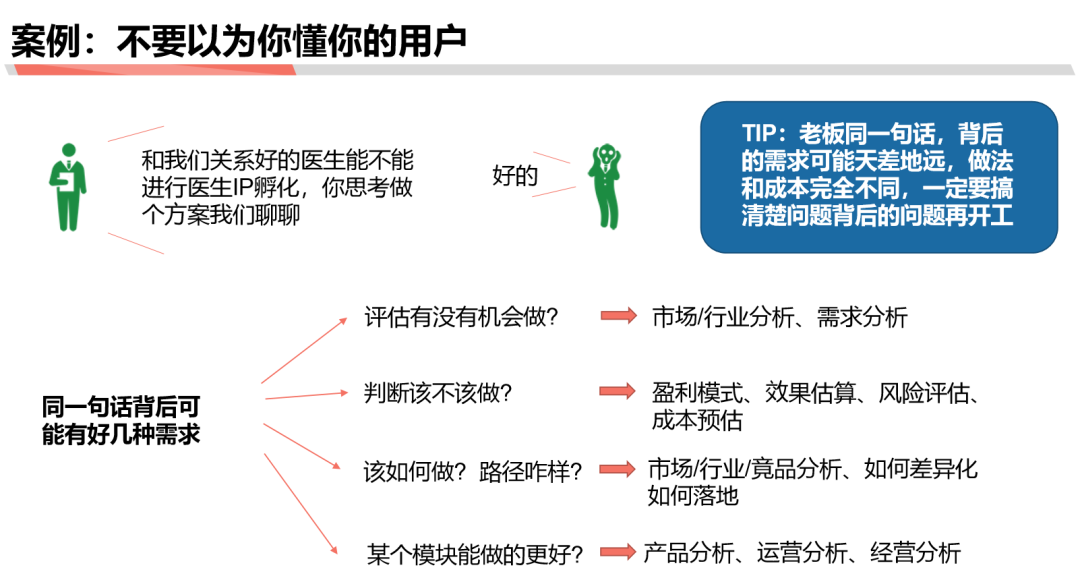 案例：不要以为你懂你的用户
和我们关系好的医生能不能
进行医生IP孵化，你思考做
个方案我们聊聊
好的
TIP：老板同一句话，背后
的需求可能天差地远，做法
和成本完全不同，一定要搞
清楚问题背后的问题再开工
同一句话背后可
能有好几种需求
评估有没有机会做？
市场/行业分析、需求分析
判断该不该做？
盈利模式、效果估算、风险评估、
成本预估
该如何做？路径咋样？
市场/行业/竟品分析、如何差异化
如何落地
某个模块能做的更好？
产品分析、运营分析、经营分析